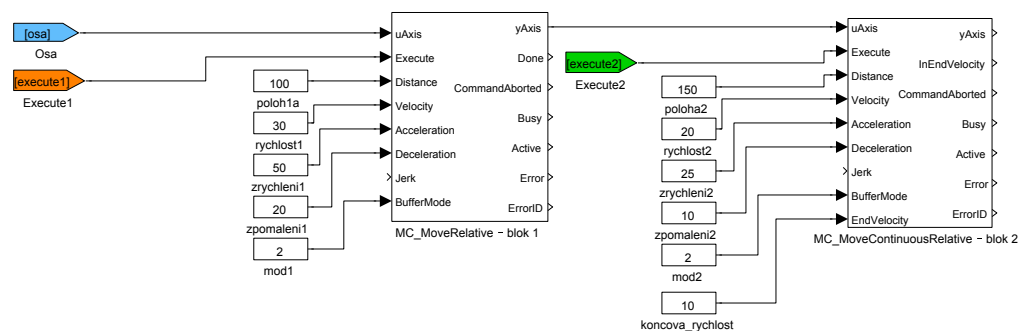 [osa]
Osa
[execute1]
Execute1
100
poloh1a
30
rychlost1
50
zrychleni1
20
zpomaleni1
2
mod1
uAxis
Execute
Distance
Velocity
Acceleration
Deceleration
Jerk
BufferMode
yAxis
Done
CommandAborted
Busy
Active
Error
ErrorID
MC_MoveRelative - blok 1
[execute2]
Execute2
150
poloha2
20
rychlost2
25
zrychleni2
10
zpomaleni2
2
mod2
10
koncova_rychlost
uAxis
Execute
Distance
Velocity
Acceleration
Deceleration
Jerk
BufferMode
EndVelocity
yAxis
InEndVelocity
CommandAborted
Busy
Active
Error
ErrorID
MC_MoveContinuousRelative - blok 2